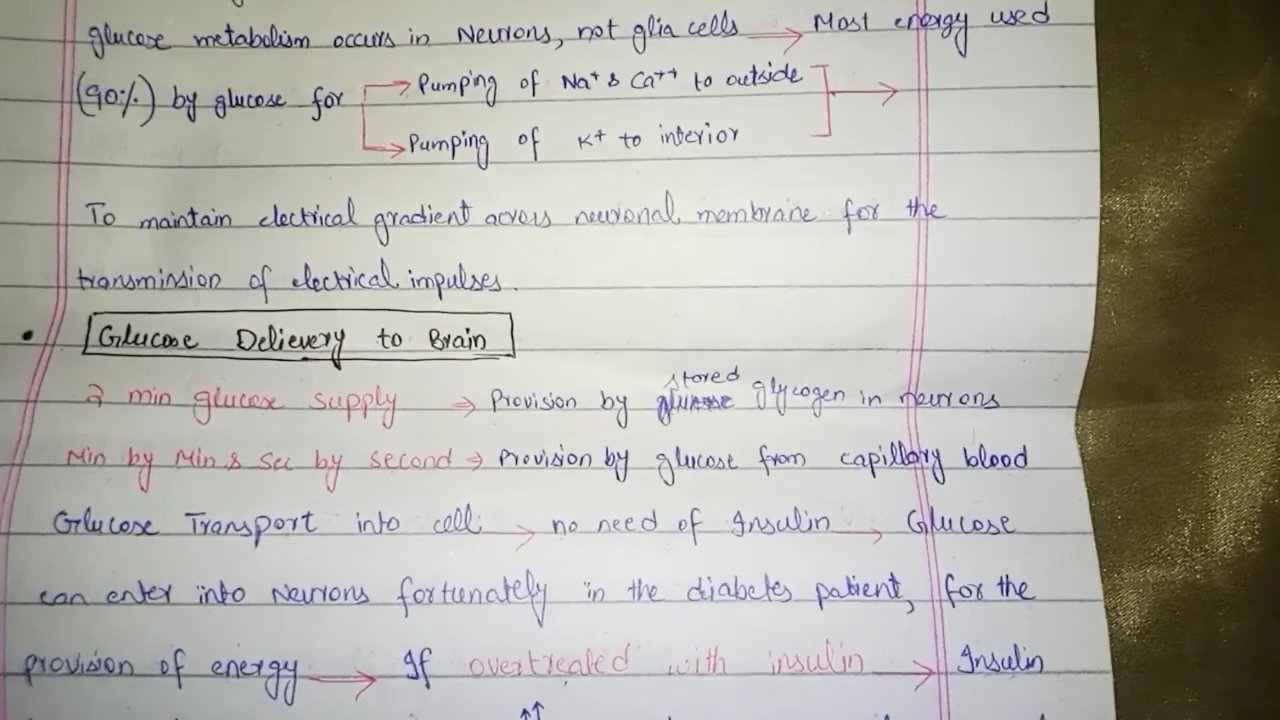 glucose metabolism occurs in Neurons, not glia cells → Most energy used
(90%) by glucose for → Pumping of Na+ & Ca++ to outside →
→ Pumping of K+ to interior
To maintain electrical gradient across neuronal membrane for the
transmission of electrical impulses.
• Glucose Delievery to Brain
2 min glucose supply ⇒ Provision by stored glycogen in neurons
Min by Min & Sec by second → Provision by glucose from capillary blood
Glucose Transport into cell → no need of Insulin → Glucose
can enter into Neurons fortunately in the diabetes patient, for the
provision of energy → If overtreated with insulin → Insulin
↑↑